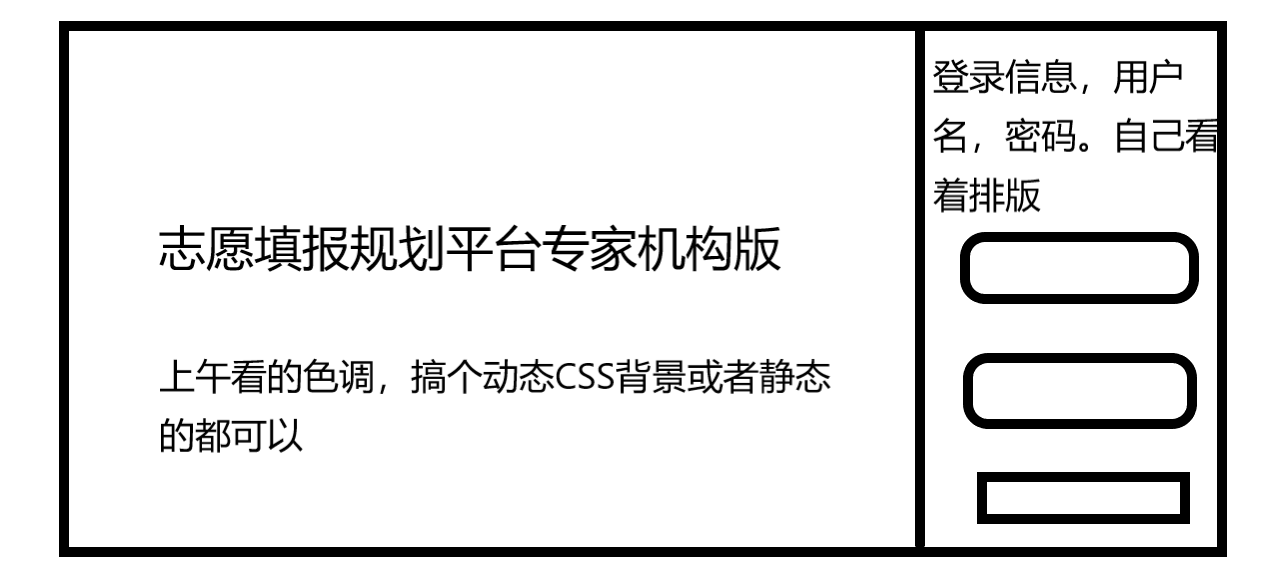 志愿填报规划平台专家机构版
上午看的色调，搞个动态CSS背景或者静态
的都可以
登录信息，用户
名，密码。自己看
着排版